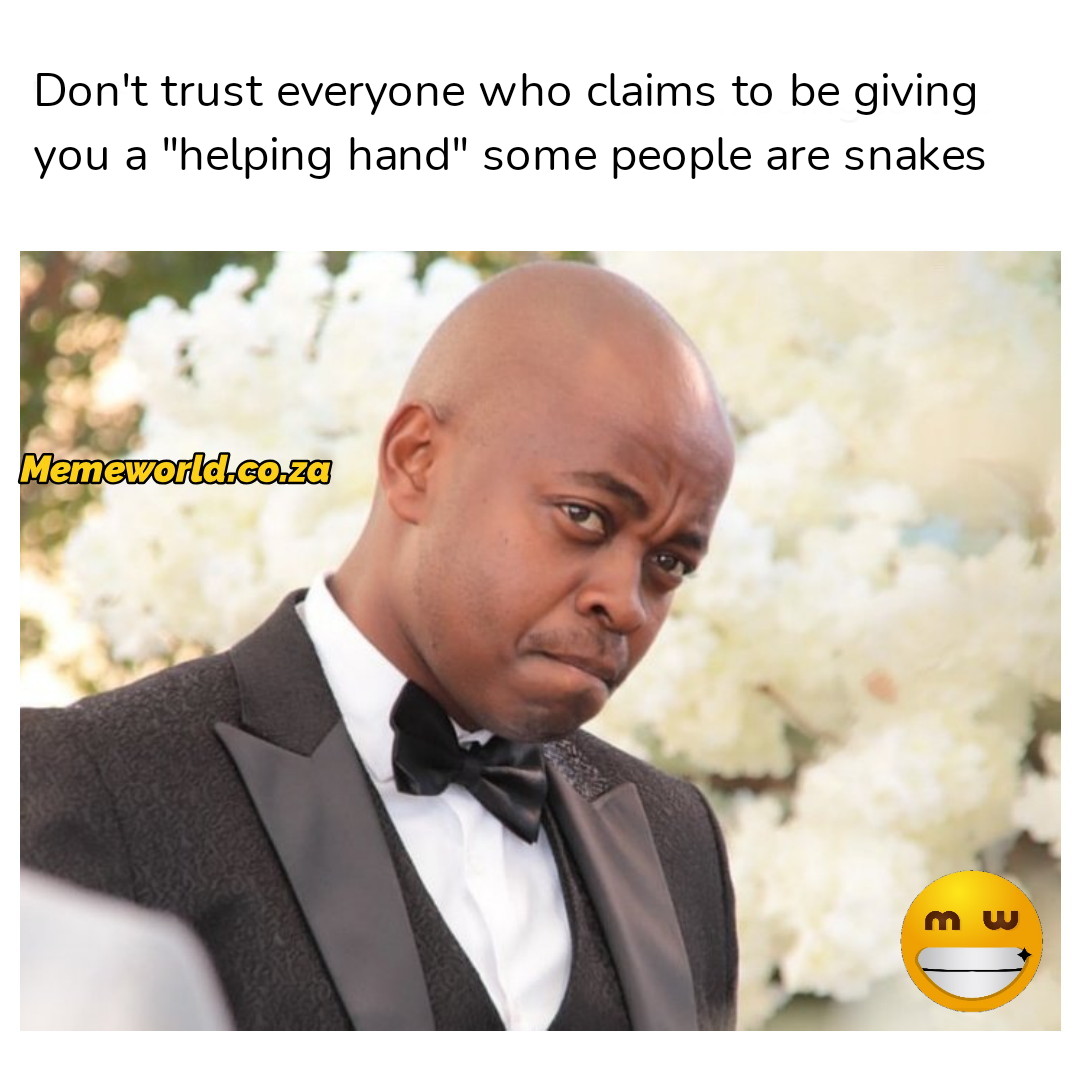 Don't trust everyone who claims to be giving
you a "helping hand" some people are snakes
Memeworld.co.za
m w